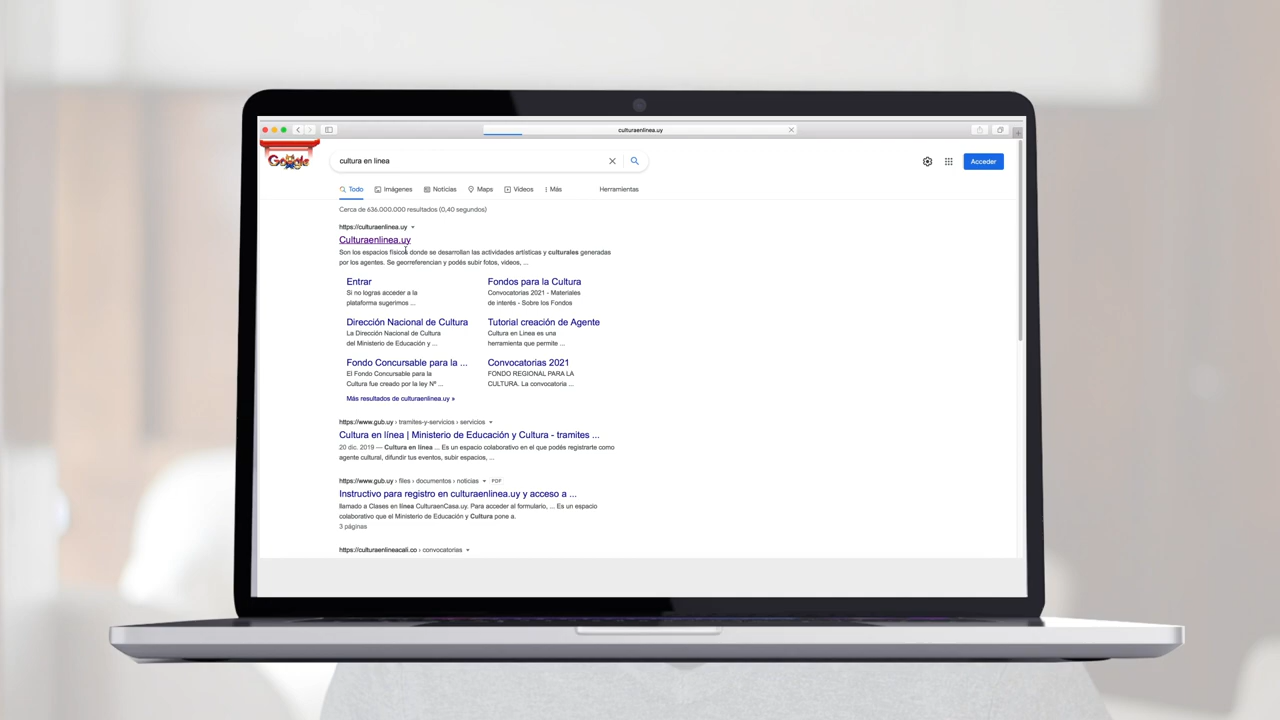 culturaenlinea.uy
Google
cultura en linea
Acceder
Todo Imágenes Noticias Maps Videos Más Herramientas
Cerca de 636.000.000 resultados (0,40 segundos)
https://culturaenlinea.uy
Culturaenlinea.uy
Son los espacios físicos donde se desarrollan las actividades artísticas y culturales generadas
por los agentes. Se georreferencian y podés subir fotos, videos, ...
Entrar
Si no logras acceder a la
plataforma sugerimos ...
Fondos para la Cultura
Convocatorias 2021 - Materiales
de interés - Sobre los Fondos
Dirección Nacional de Cultura
La Dirección Nacional de Cultura
del Ministerio de Educación y ...
Tutorial creación de Agente
Cultura en Linea es una
herramienta que permite ...
Fondo Concursable para la ...
El Fondo Concursable para la
Cultura fue creado por la ley Nº ...
Convocatorias 2021
FONDO REGIONAL PARA LA
CULTURA. La convocatoria ...
Más resultados de culturaenlinea.uy »
https://www.gub.uy › tramites-y-servicios › servicios
Cultura en línea | Ministerio de Educación y Cultura - tramites ...
20 dic. 2019 — Cultura en línea ... Es un espacio colaborativo en el que podés registrarte como
agente cultural, difundir tus eventos, subir espacios, ...
https://www.gub.uy › files › documentos › noticias PDF
Instructivo para registro en culturaenlinea.uy y acceso a ...
llamado a Clases en línea CulturaenCasa.uy. Para acceder al formulario, ... Es un espacio
colaborativo que el Ministerio de Educación y Cultura pone a.
3 páginas
https://culturaenlineacali.co › convocatorias